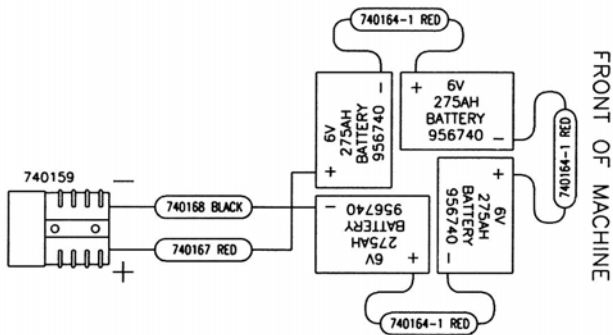 740164-1 RED
FRONT OF MACHINE
−
6V
275AH
BATTERY
956740
+
+
6V
275AH
BATTERY
956740
−
740164-1 RED
740159
−
740168 BLACK
740167 RED
+
−
6V
275AH
BATTERY
956740
+
+
6V
275AH
BATTERY
956740
−
740164-1 RED